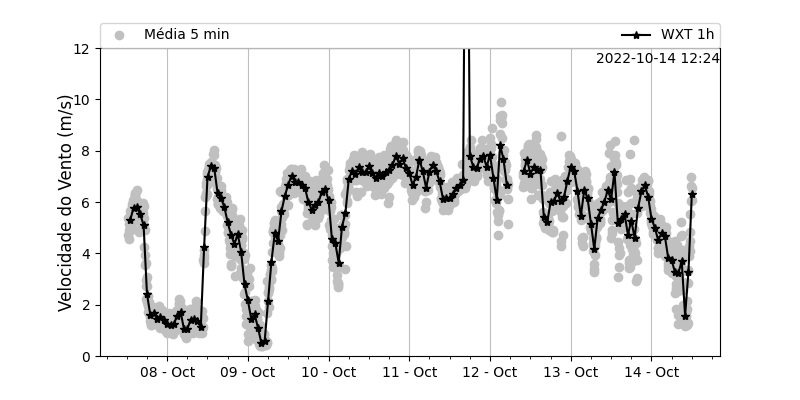 Média 5 min
WXT 1h
2022-10-14 12:24
Velocidade do Vento (m/s)
12
10
8
6
4
2
0
08 - Oct
09 - Oct
10 - Oct
11 - Oct
12 - Oct
13 - Oct
14 - Oct